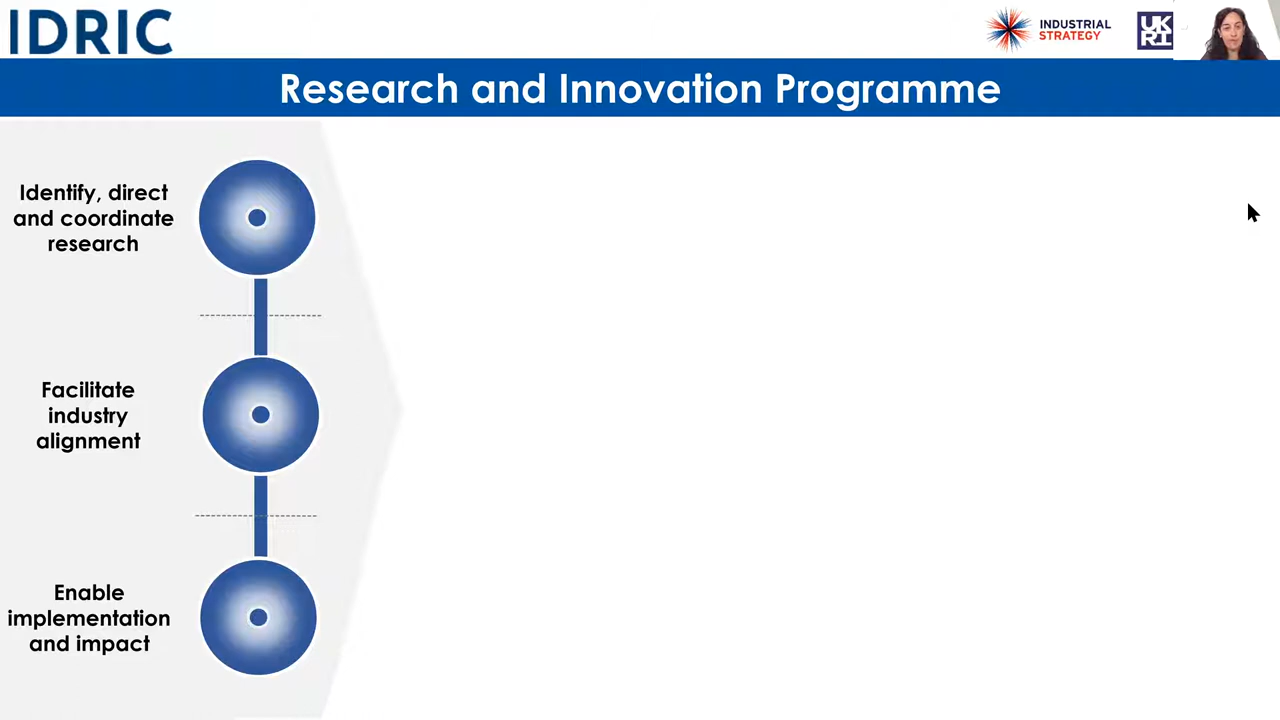 IDRIC
INDUSTRIAL
STRATEGY
UK
RI
Research and Innovation Programme
Identify, direct
and coordinate
research
Facilitate
industry
alignment
Enable
implementation
and impact